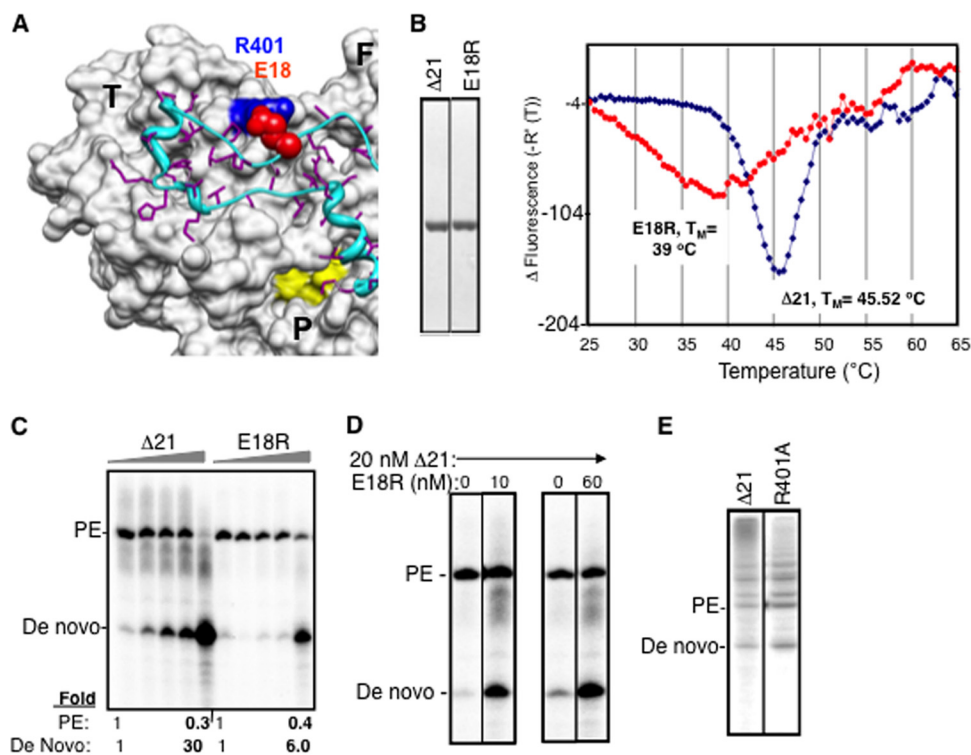 A
R401
E18
F
T
P
B
Δ21
E18R
Δ Fluorescence (-R' (T))
-4
-104
-204
E18R, TM=
39 °C
Δ21, TM= 45.52 °C
25 30 35 40 45 50 55 60 65
Temperature (°C)
C
Δ21 E18R
PE-
De novo-
Fold
PE: 1 0.3 1 0.4
De Novo: 1 30 1 6.0
D
20 nM Δ21:
E18R (nM): 0 10 0 60
PE -
De novo -
E
Δ21
R401A
PE-
De novo-